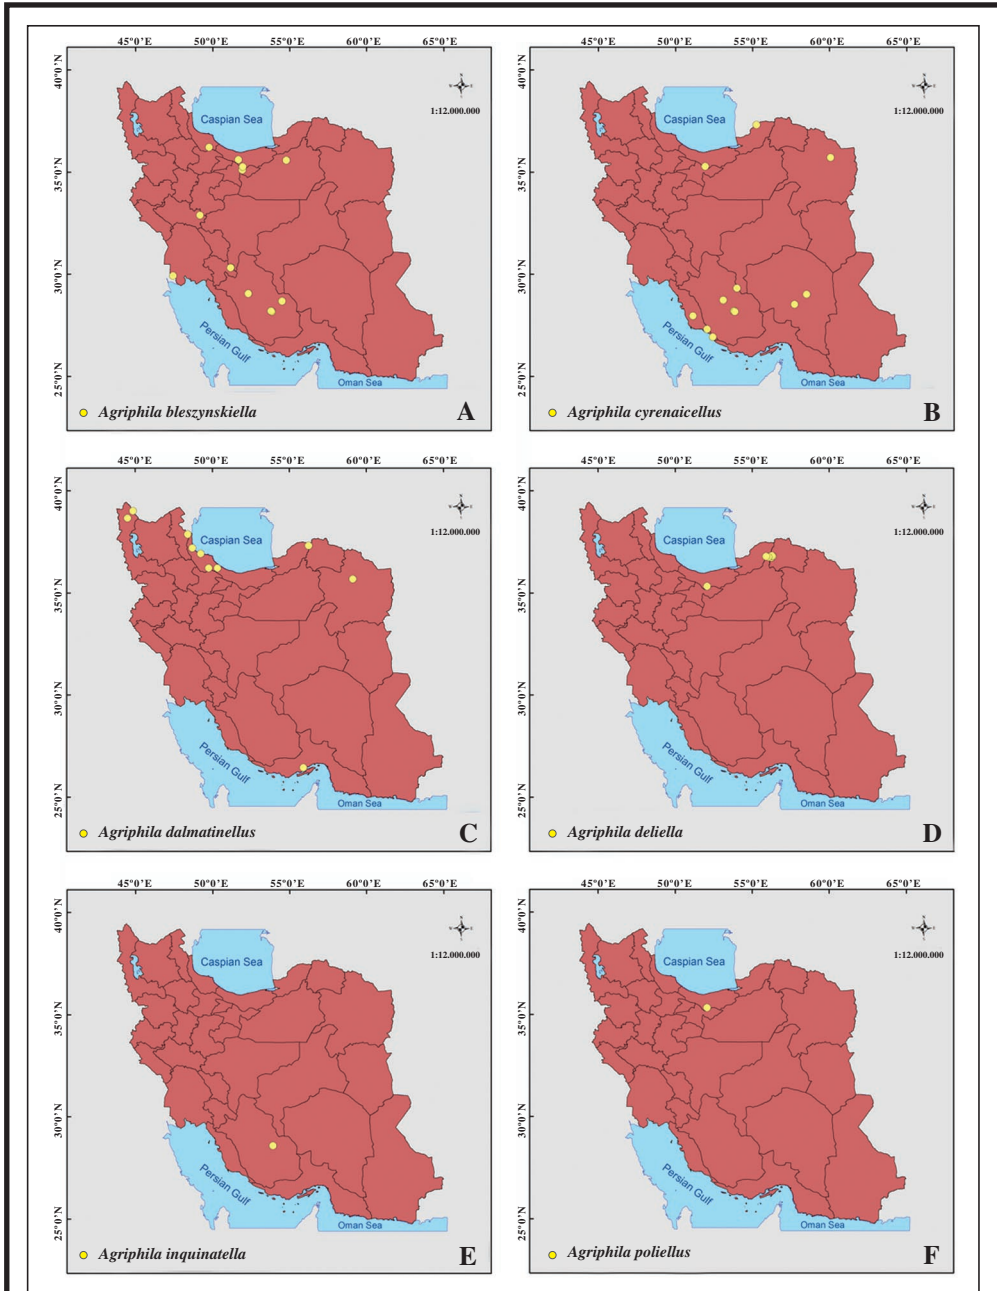 45°0'E 50°0'E 55°0'E 60°0'E 65°0'E
40°0'N
35°0'N
30°0'N
25°0'N
N
1:12.000.000
Caspian Sea
Persian Gulf
Oman Sea
Agriphila bleszynskiella
A
45°0'E 50°0'E 55°0'E 60°0'E 65°0'E
40°0'N
35°0'N
30°0'N
25°0'N
N
1:12.000.000
Caspian Sea
Persian Gulf
Oman Sea
Agriphila cyrenaicellus
B
45°0'E 50°0'E 55°0'E 60°0'E 65°0'E
40°0'N
35°0'N
30°0'N
25°0'N
N
1:12.000.000
Caspian Sea
Persian Gulf
Oman Sea
Agriphila dalmatinellus
C
45°0'E 50°0'E 55°0'E 60°0'E 65°0'E
40°0'N
35°0'N
30°0'N
25°0'N
N
1:12.000.000
Caspian Sea
Persian Gulf
Oman Sea
Agriphila deliella
D
45°0'E 50°0'E 55°0'E 60°0'E 65°0'E
40°0'N
35°0'N
30°0'N
25°0'N
N
1:12.000.000
Caspian Sea
Persian Gulf
Oman Sea
Agriphila inquinatella
E
45°0'E 50°0'E 55°0'E 60°0'E 65°0'E
40°0'N
35°0'N
30°0'N
25°0'N
N
1:12.000.000
Caspian Sea
Persian Gulf
Oman Sea
Agriphila poliellus
F